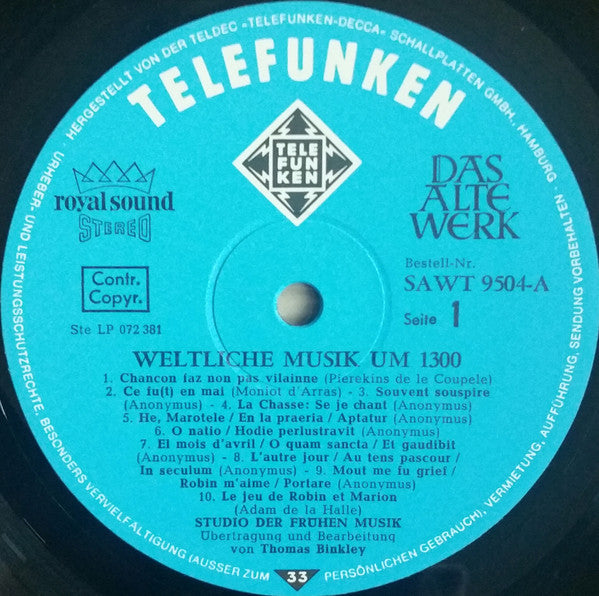 HERGESTELLT VON DER TELDEC »TELEFUNKEN-DECCA« SCHALLPLATTEN GMBH., HAMBURG ·
URHEBER- UND LEISTUNGSSCHUTZRECHTE, BESONDERS VERVIELFÄLTIGUNG (AUSSER ZUM PERSÖNLICHEN GEBRAUCH), VERMIETUNG, AUFFÜHRUNG, SENDUNG VORBEHALTEN
TELEFUNKEN
TELE
FUN
KEN
royal sound
STEREO
DAS
ALTE
WERK
Contr.
Copyr.
Bestell-Nr.
SAWT 9504-A
Ste LP 072 381
Seite 1
WELTLICHE MUSIK UM 1300
1. Chancon faz non pas vilainne (Pierekins de le Coupele)
2. Ce fu(t) en mai (Moniot d'Arras) - 3. Souvent souspire
(Anonymus) - 4. La Chasse: Se je chant (Anonymus)
5. He, Marotele / En la praeria / Aptatur (Anonymus)
6. O natio / Hodie perlustravit (Anonymus)
7. El mois d'avril / O quam sancta / Et gaudibit
(Anonymus) - 8. L'autre jour / Au tens pascour /
In seculum (Anonymus) - 9. Mout me fu grief /
Robin m'aime / Portare (Anonymus)
10. Le jeu de Robin et Marion
(Adam de la Halle)
STUDIO DER FRÜHEN MUSIK
Übertragung und Bearbeitung
von Thomas Binkley
33